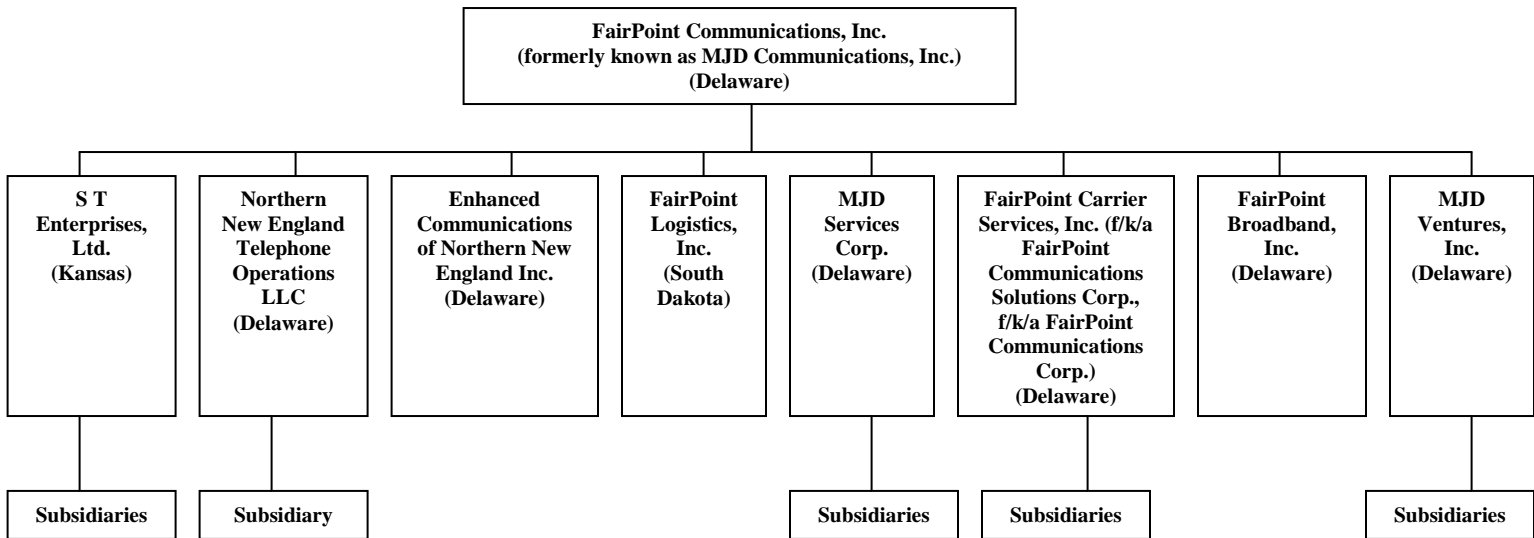 FairPoint Communications, Inc.
(formerly known as MJD Communications, Inc.)
(Delaware)
S T
Enterprises,
Ltd.
(Kansas)
Northern
New England
Telephone
Operations
LLC
(Delaware)
Enhanced
Communications
of Northern New
England Inc.
(Delaware)
FairPoint
Logistics,
Inc.
(South
Dakota)
MJD
Services
Corp.
(Delaware)
FairPoint Carrier
Services, Inc. (f/k/a
FairPoint
Communications
Solutions Corp.,
f/k/a FairPoint
Communications
Corp.)
(Delaware)
FairPoint
Broadband,
Inc.
(Delaware)
MJD
Ventures,
Inc.
(Delaware)
Subsidiaries
Subsidiary
Subsidiaries
Subsidiaries
Subsidiaries